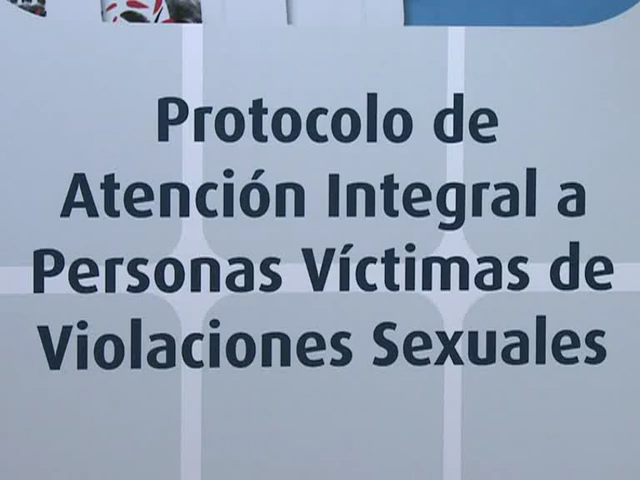 Protocolo de
Atención Integral a
Personas Víctimas de
Violaciones Sexuales